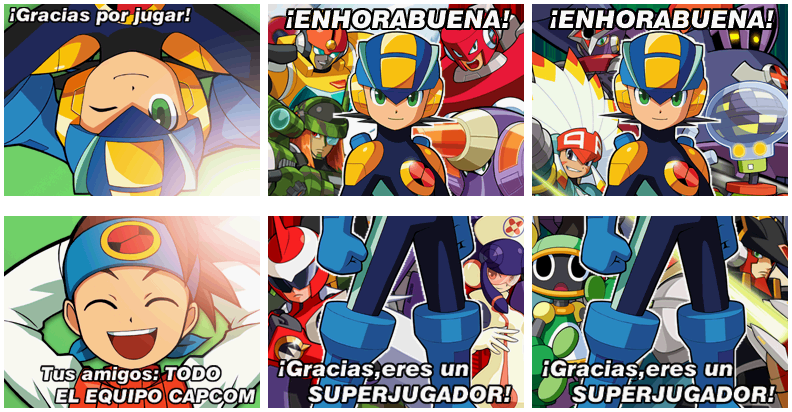 ¡Gracias por jugar!
¡ENHORABUENA!
¡ENHORABUENA!
Tus amigos: TODO
EL EQUIPO CAPCOM
¡Gracias,eres un
SUPERJUGADOR!
¡Gracias,eres un
SUPERJUGADOR!